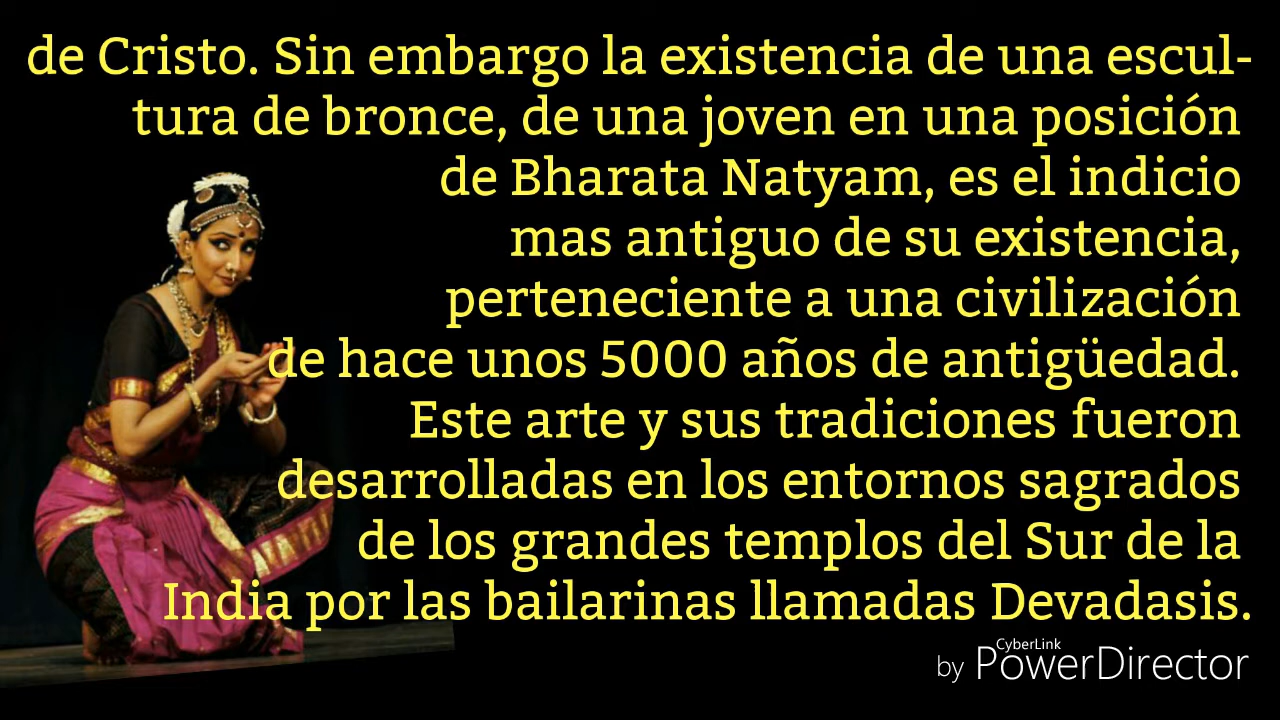 de Cristo. Sin embargo la existencia de una escul-
tura de bronce, de una joven en una posición
de Bharata Natyam, es el indicio
mas antiguo de su existencia,
perteneciente a una civilización
de hace unos 5000 años de antigüedad.
Este arte y sus tradiciones fueron
desarrolladas en los entornos sagrados
de los grandes templos del Sur de la
India por las bailarinas llamadas Devadasis.
CyberLink
by PowerDirector